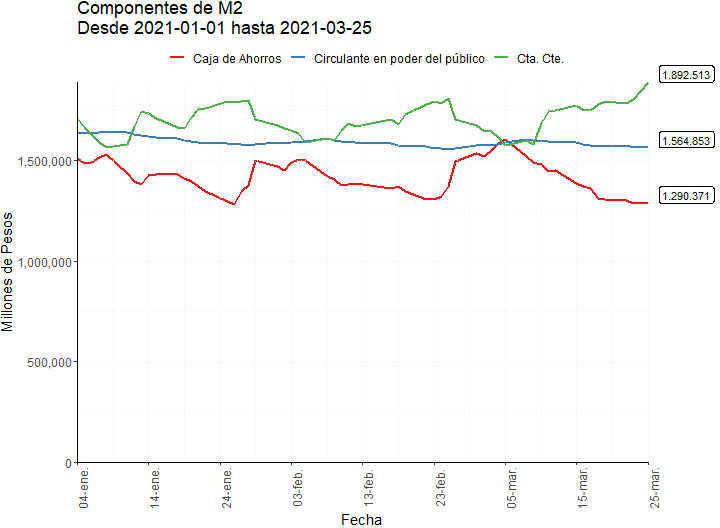 Componentes de M2
Desde 2021-01-01 hasta 2021-03-25
Caja de Ahorros Circulante en poder del público Cta. Cte.
1.892.513
1.564.853
1.290.371
1,500,000
1,000,000
500,000
0
Millones de Pesos
04-ene.
14-ene.
24-ene.
03-feb.
13-feb.
23-feb.
05-mar.
15-mar.
25-mar.
Fecha